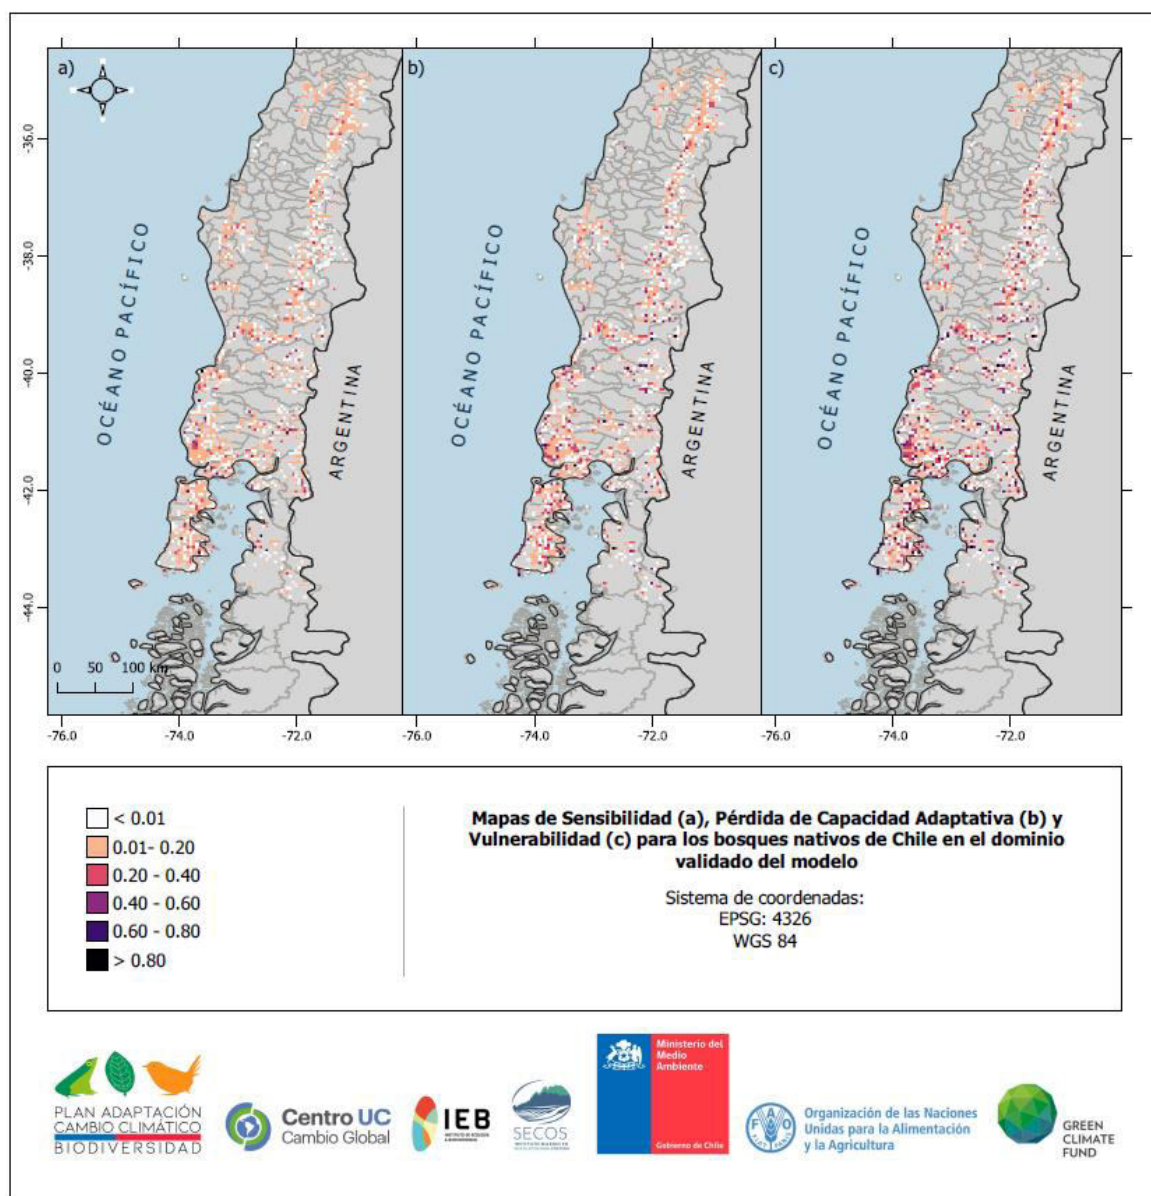 a)
b)
c)
-36.0
-38.0
-40.0
-42.0
-44.0
OCÉANO PACÍFICO
ARGENTINA
OCÉANO PACÍFICO
ARGENTINA
OCÉANO PACÍFICO
ARGENTINA
0 50 100 km
-76.0 -74.0 -72.0 -76.0 -74.0 -72.0 -76.0 -74.0 -72.0
< 0.01
0.01- 0.20
0.20 - 0.40
0.40 - 0.60
0.60 - 0.80
> 0.80
Mapas de Sensibilidad (a), Pérdida de Capacidad Adaptativa (b) y
Vulnerabilidad (c) para los bosques nativos de Chile en el dominio
validado del modelo
Sistema de coordenadas:
EPSG: 4326
WGS 84
PLAN ADAPTACIÓN
CAMBIO CLIMÁTICO
BIODIVERSIDAD
Centro UC
Cambio Global
IEB
SECOS
Ministerio del
Medio
Ambiente
Gobierno de Chile
F A O
FIAT PANIS
Organización de las Naciones
Unidas para la Alimentación
y la Agricultura
GREEN
CLIMATE
FUND